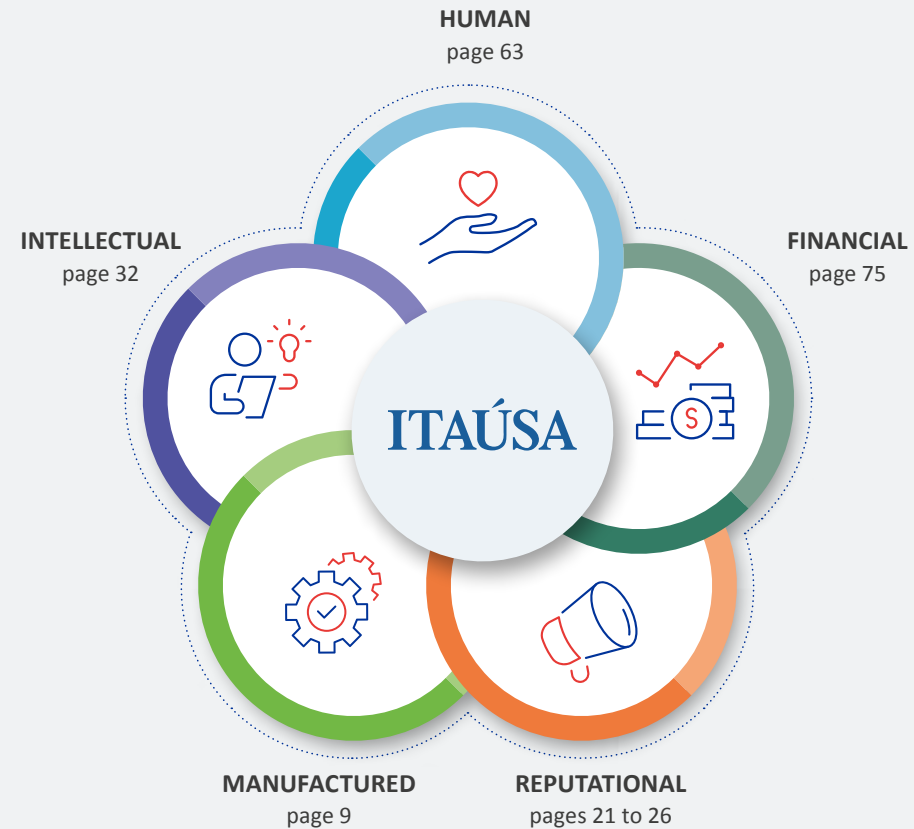 HUMAN
page 63
INTELLECTUAL
page 32
FINANCIAL
page 75
ITAÚSA
S
MANUFACTURED
page 9
REPUTATIONAL
pages 21 to 26